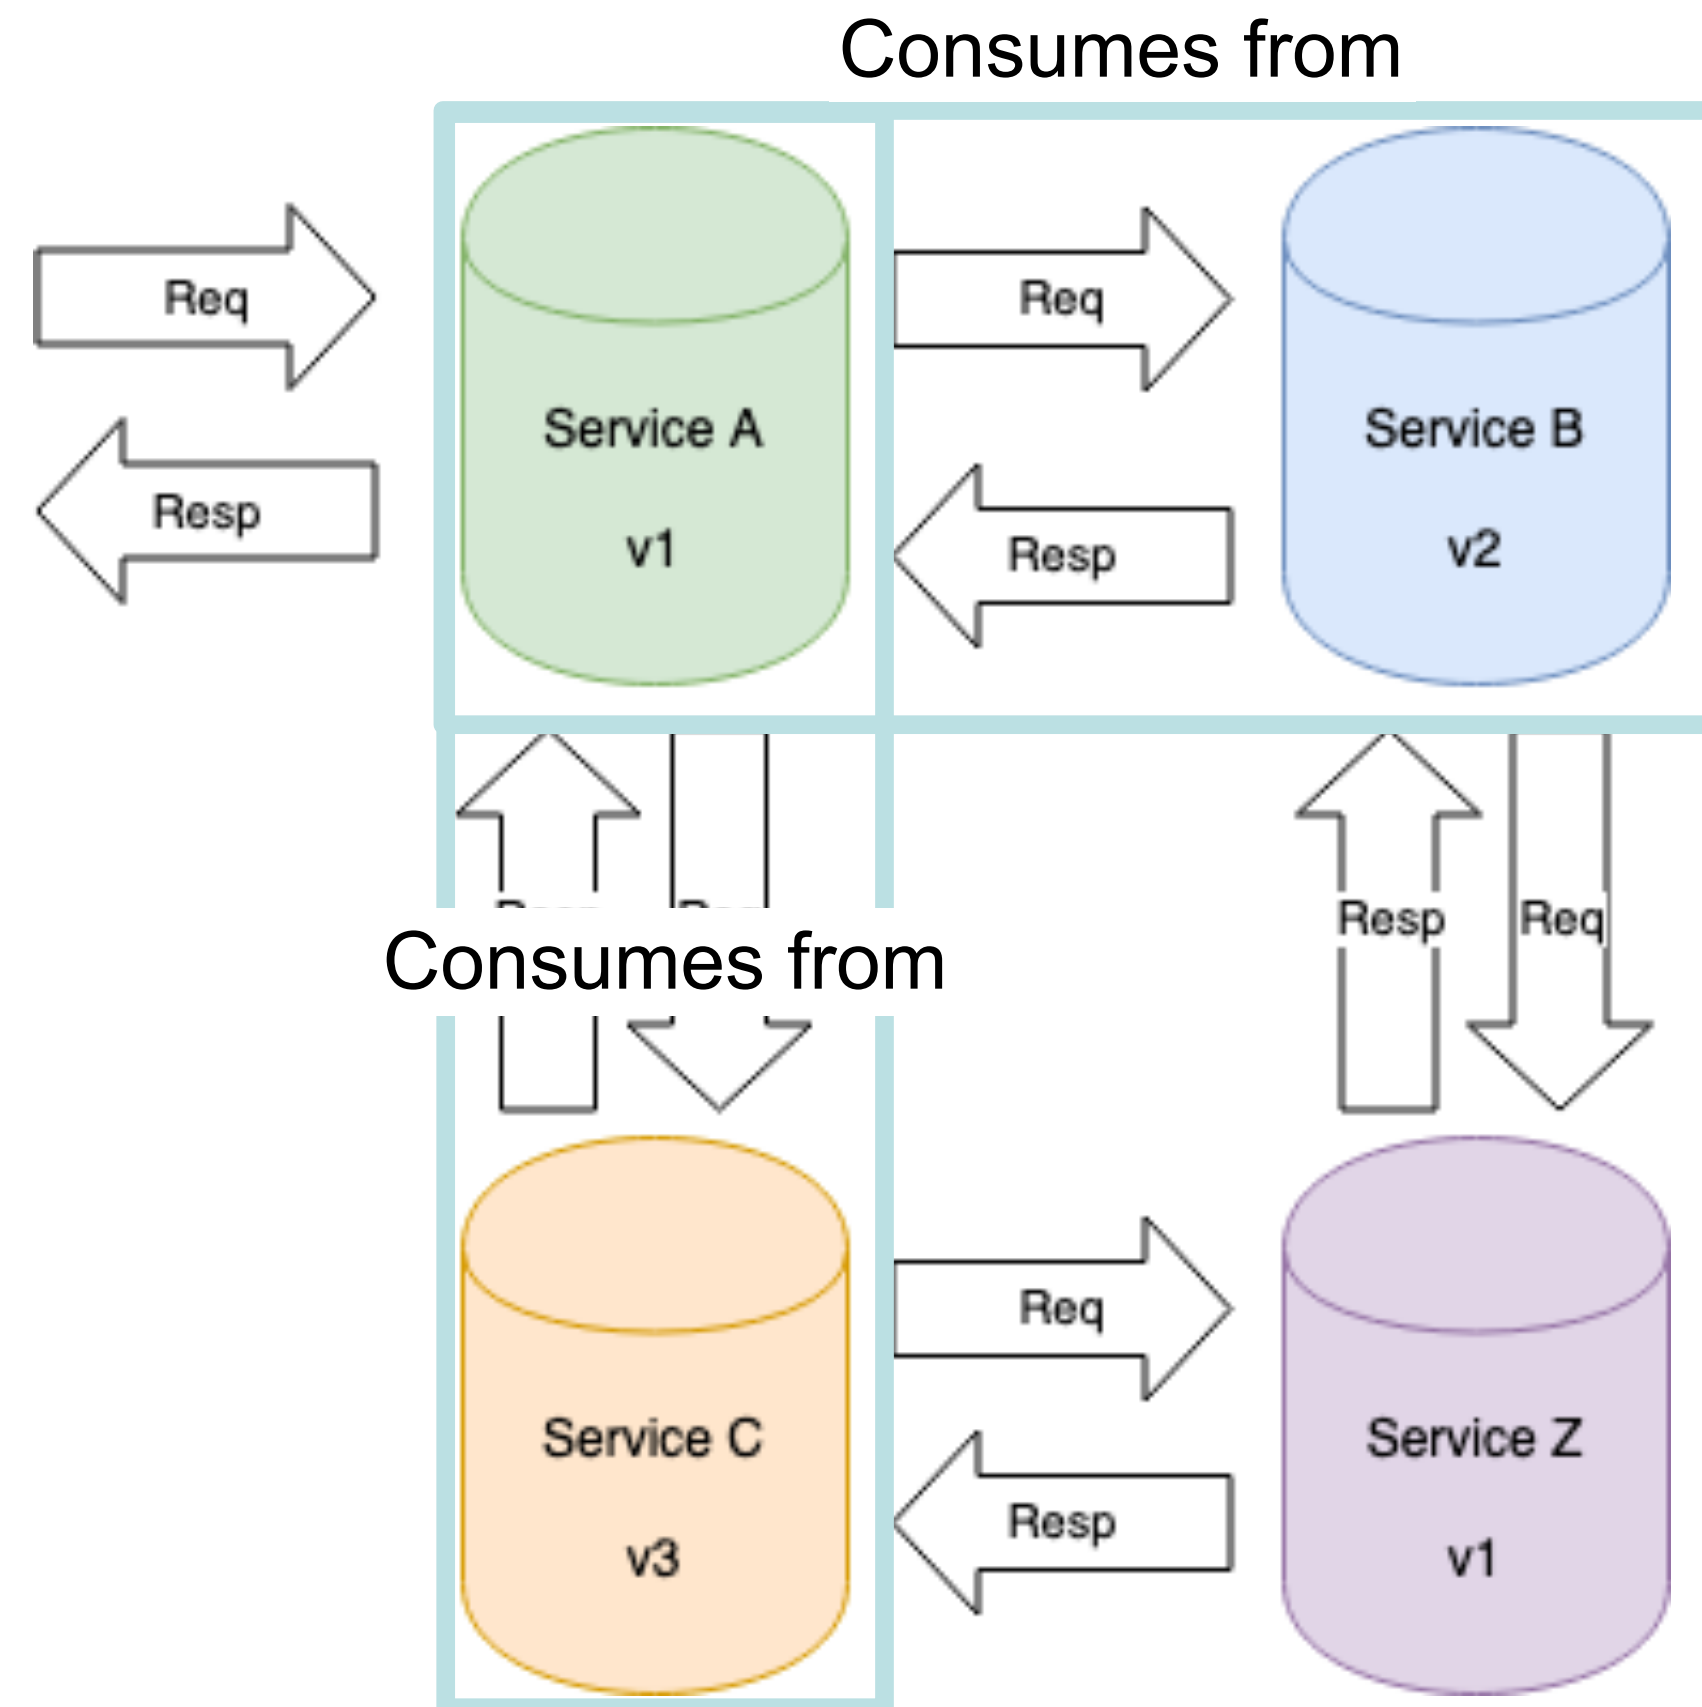 Consumes from
Req
Req
Service A
Service B
Resp
Resp
v1
v2
Resp
Req
Consumes from
Req
Service C
Service Z
Resp
v3
v1